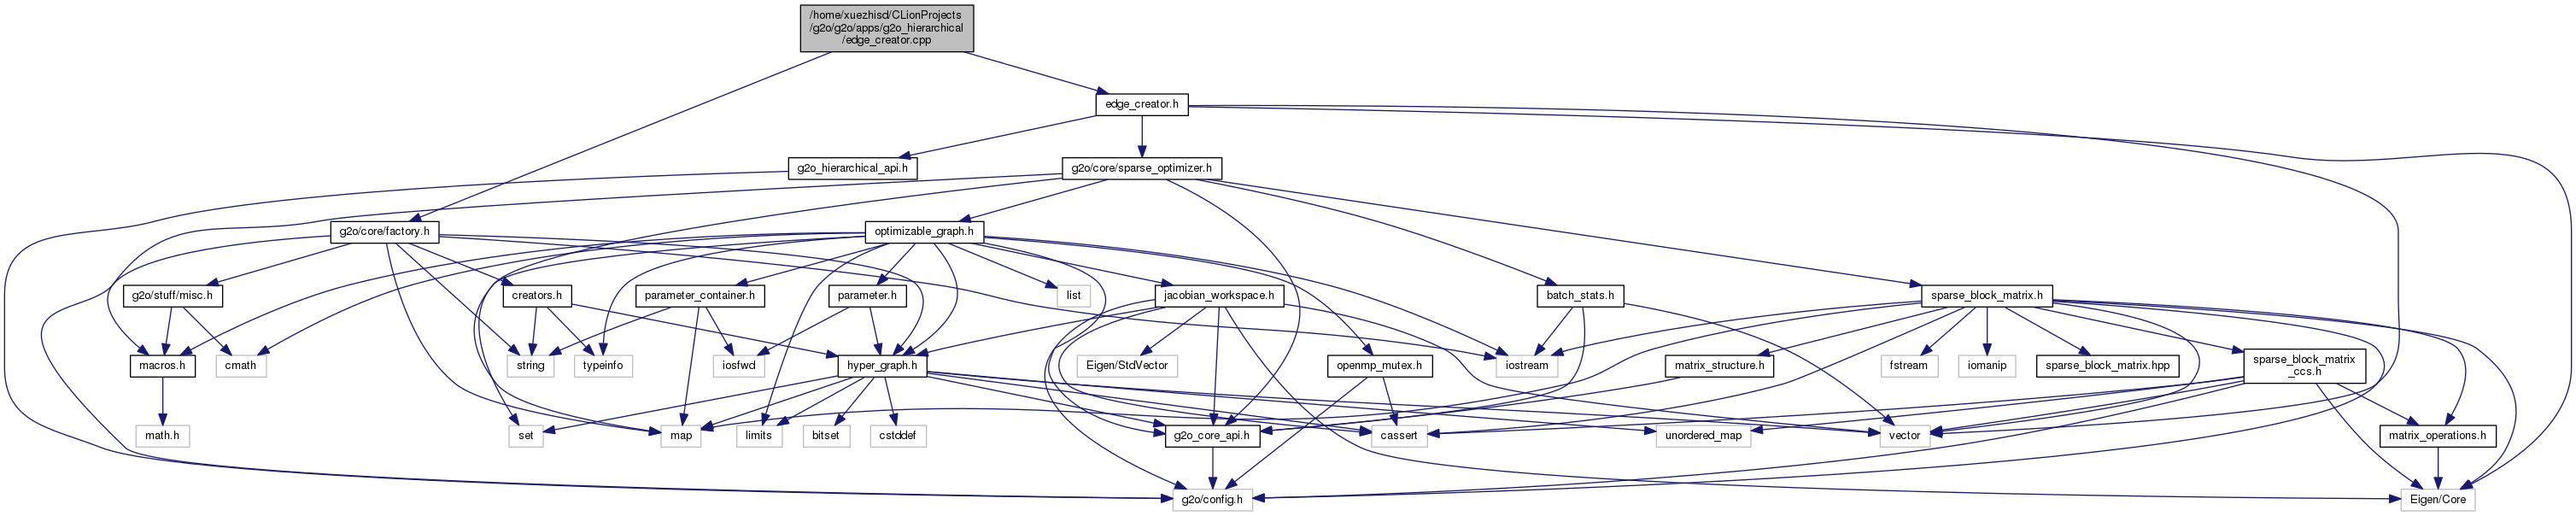 /home/xuezhisd/CLionProjects
/g2o/g2o/apps/g2o_hierarchical
/edge_creator.cpp
edge_creator.h
g2o_hierarchical_api.h
g2o/core/sparse_optimizer.h
g2o/core/factory.h
optimizable_graph.h
g2o/stuff/misc.h
creators.h
parameter_container.h
parameter.h
list
jacobian_workspace.h
batch_stats.h
sparse_block_matrix.h
macros.h
cmath
string
typeinfo
iosfwd
hyper_graph.h
Eigen/StdVector
openmp_mutex.h
iostream
matrix_structure.h
fstream
iomanip
sparse_block_matrix.hpp
sparse_block_matrix
_ccs.h
math.h
set
map
limits
bitset
cstddef
g2o_core_api.h
cassert
unordered_map
vector
matrix_operations.h
g2o/config.h
Eigen/Core